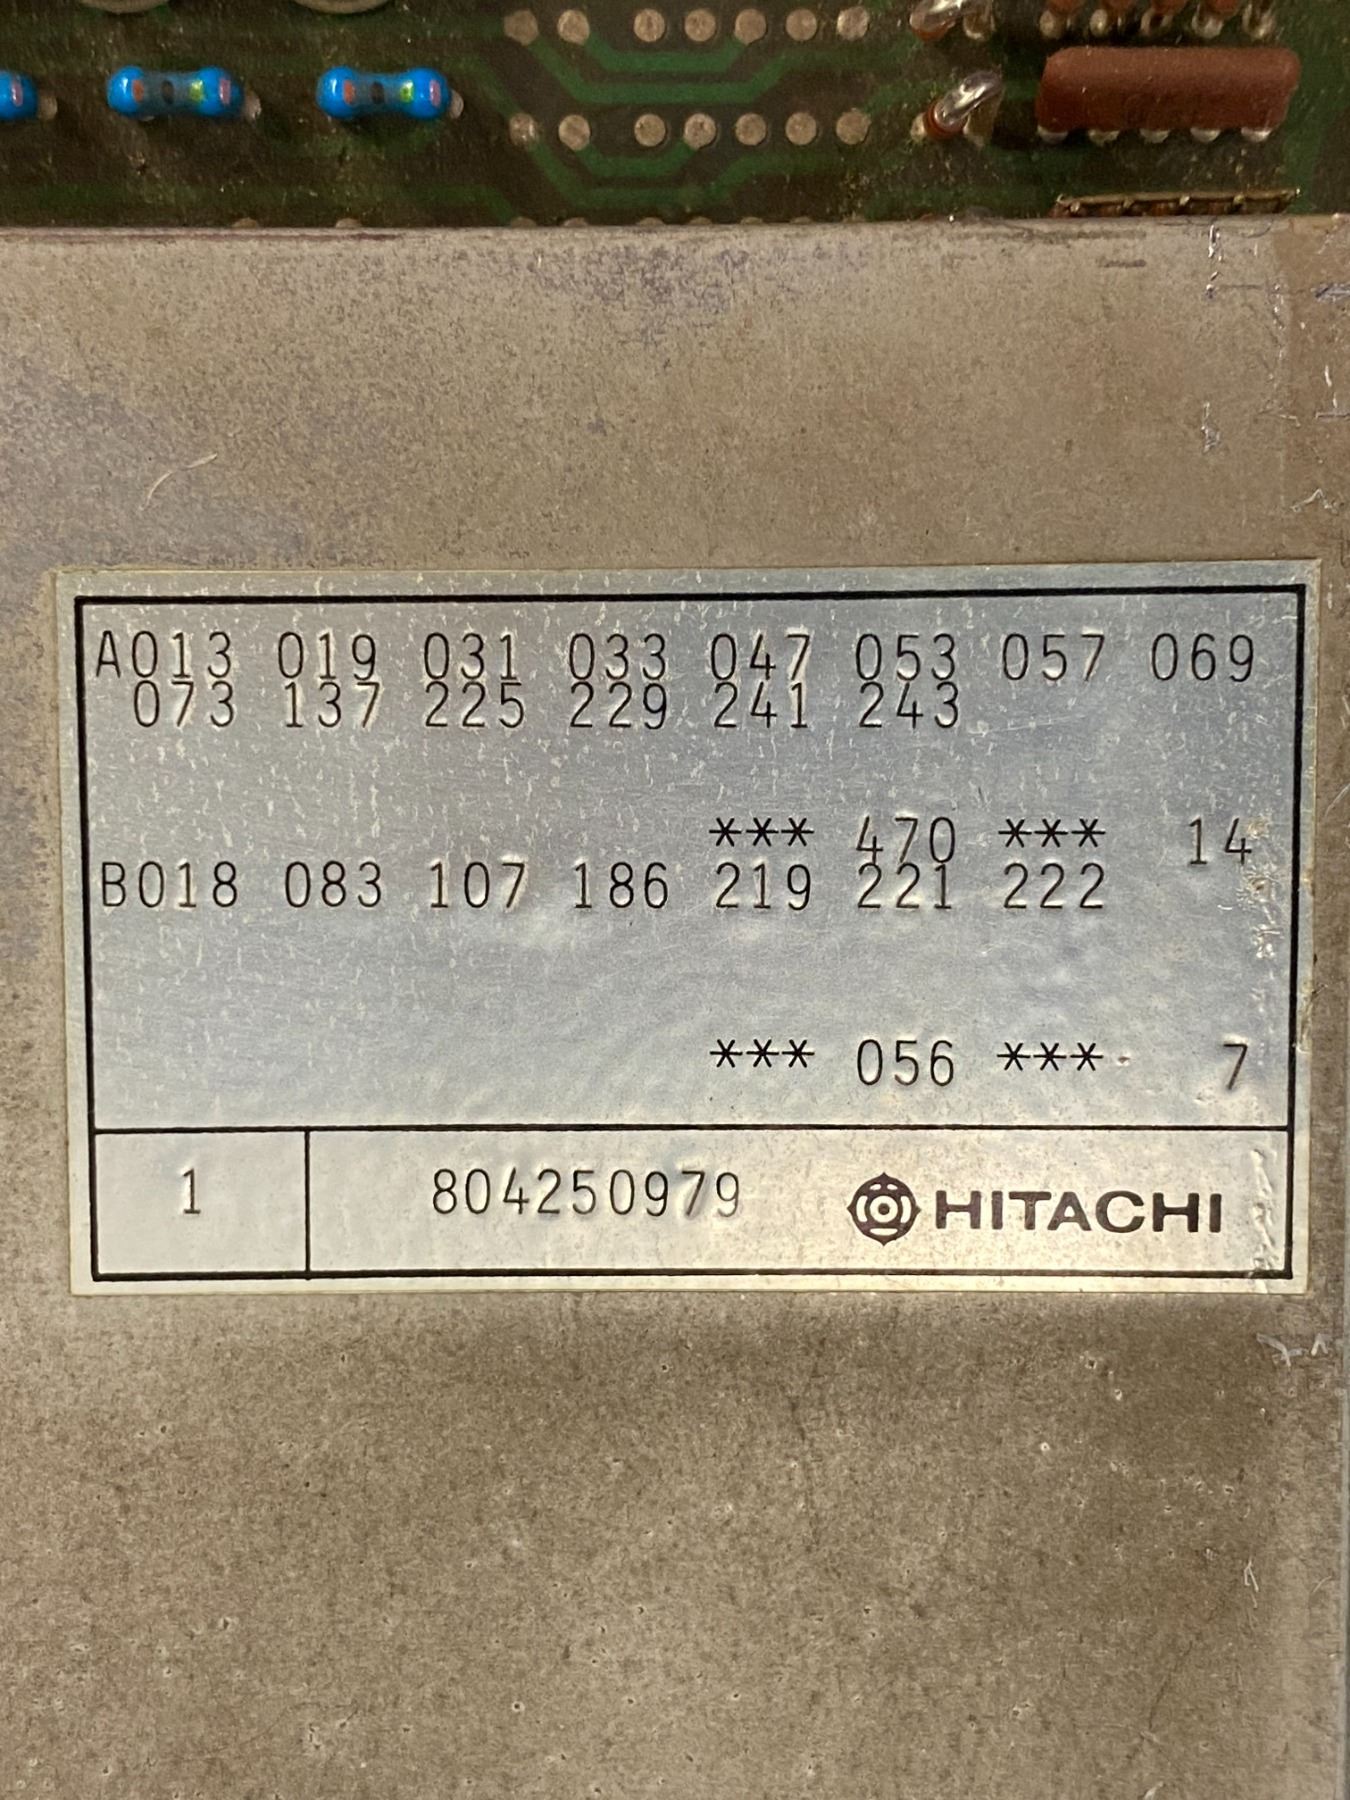 A013 019 031 033 047 053 057 069
073 137 225 229 241 243
*** 470 *** 14
B018 083 107 186 219 221 222
*** 056 *** 7
1 804250979 HITACHI